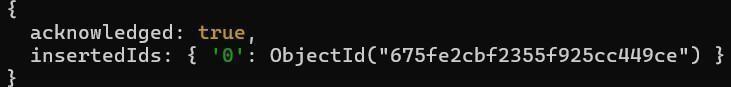 {
  acknowledged: true,
  insertedIds: { '0': ObjectId("675fe2cbf2355f925cc449ce") }
}